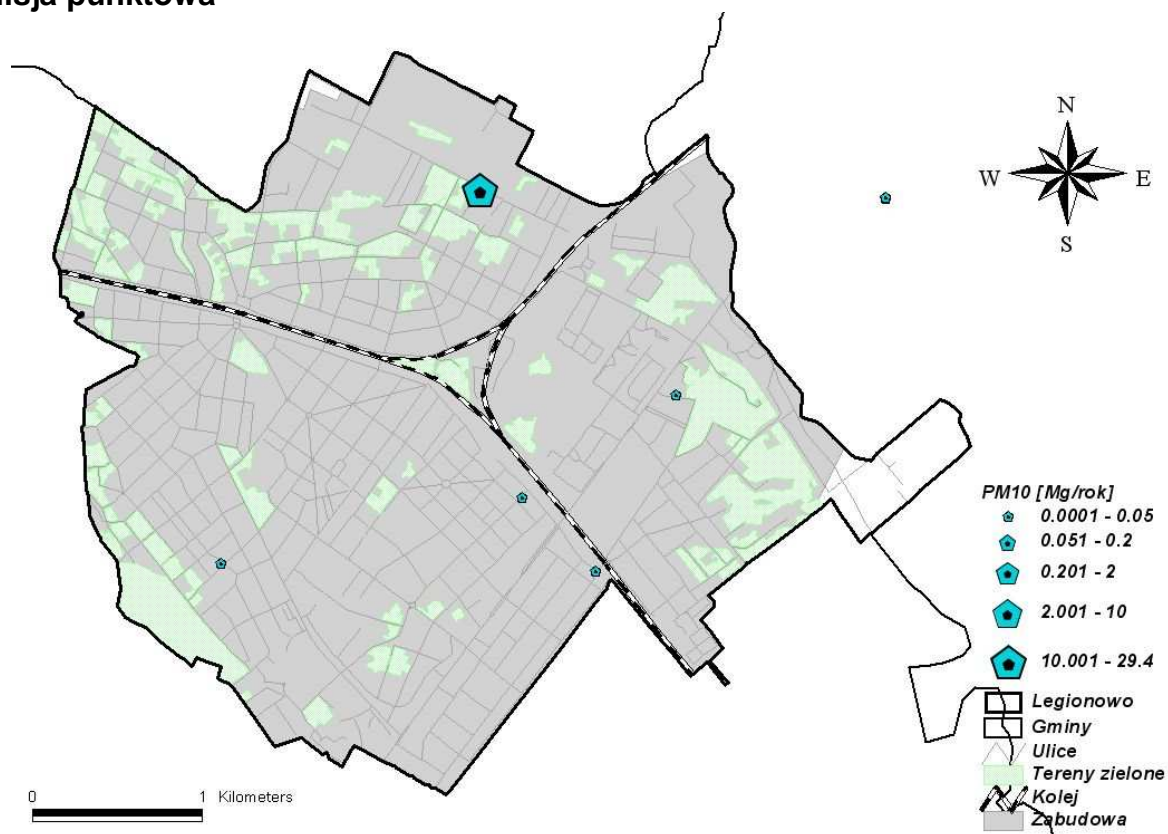 punktowa
N
W E
S
PM10 [Mg/rok]
0.0001 - 0.05
0.051 - 0.2
0.201 - 2
2.001 - 10
10.001 - 29.4
Legionowo
Gminy
Ulice
Tereny zielone
Kolej
Zabudowa
0 1 Kilometers